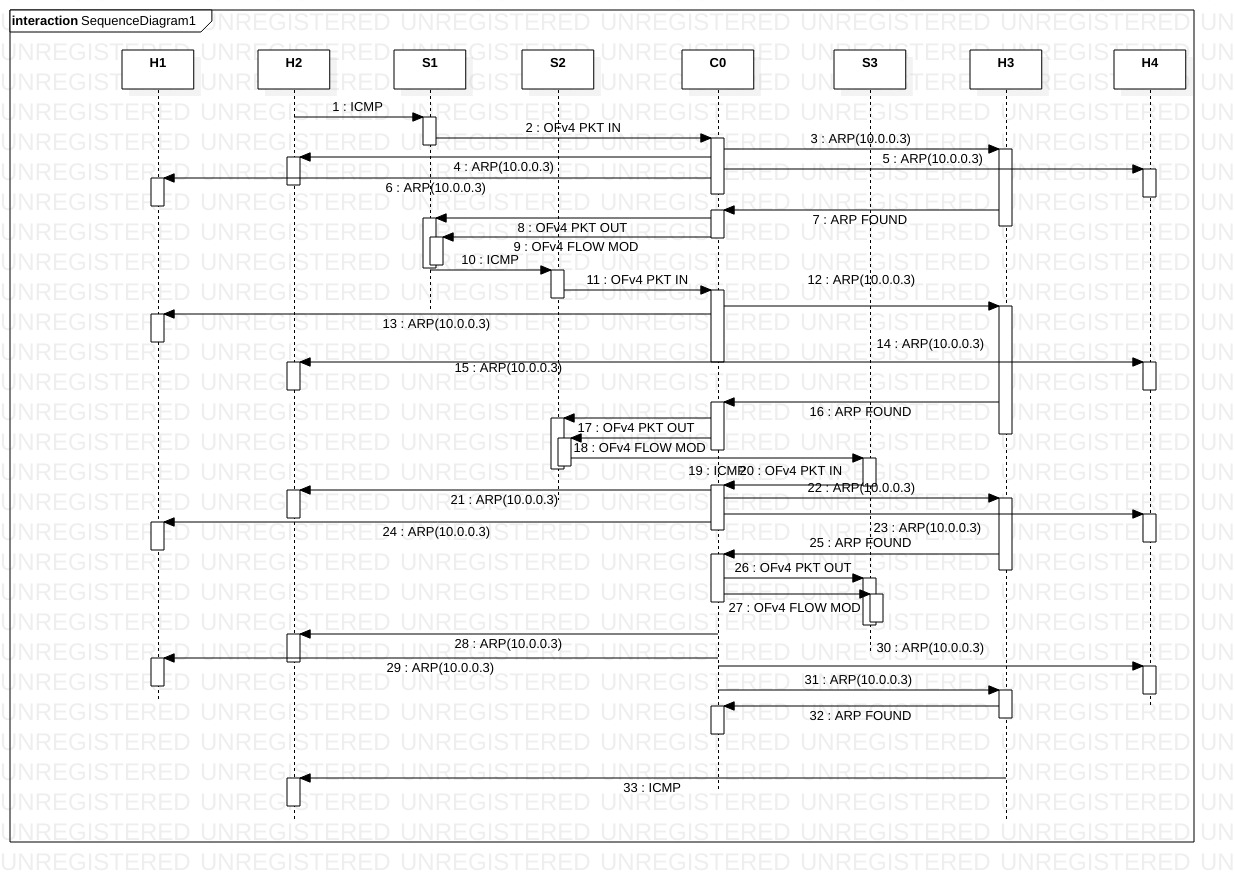 interaction SequenceDiagram1
H1 H2 S1 S2 C0 S3 H3 H4
1 : ICMP
2 : OFv4 PKT IN
3 : ARP(10.0.0.3)
4 : ARP(10.0.0.3)
5 : ARP(10.0.0.3)
6 : ARP(10.0.0.3)
7 : ARP FOUND
8 : OFv4 PKT OUT
9 : OFv4 FLOW MOD
10 : ICMP
11 : OFv4 PKT IN
12 : ARP(10.0.0.3)
13 : ARP(10.0.0.3)
14 : ARP(10.0.0.3)
15 : ARP(10.0.0.3)
16 : ARP FOUND
17 : OFv4 PKT OUT
18 : OFv4 FLOW MOD
19 : ICMP
20 : OFv4 PKT IN
21 : ARP(10.0.0.3)
22 : ARP(10.0.0.3)
23 : ARP(10.0.0.3)
24 : ARP(10.0.0.3)
25 : ARP FOUND
26 : OFv4 PKT OUT
27 : OFv4 FLOW MOD
28 : ARP(10.0.0.3)
29 : ARP(10.0.0.3)
30 : ARP(10.0.0.3)
31 : ARP(10.0.0.3)
32 : ARP FOUND
33 : ICMP
UNREGISTERED